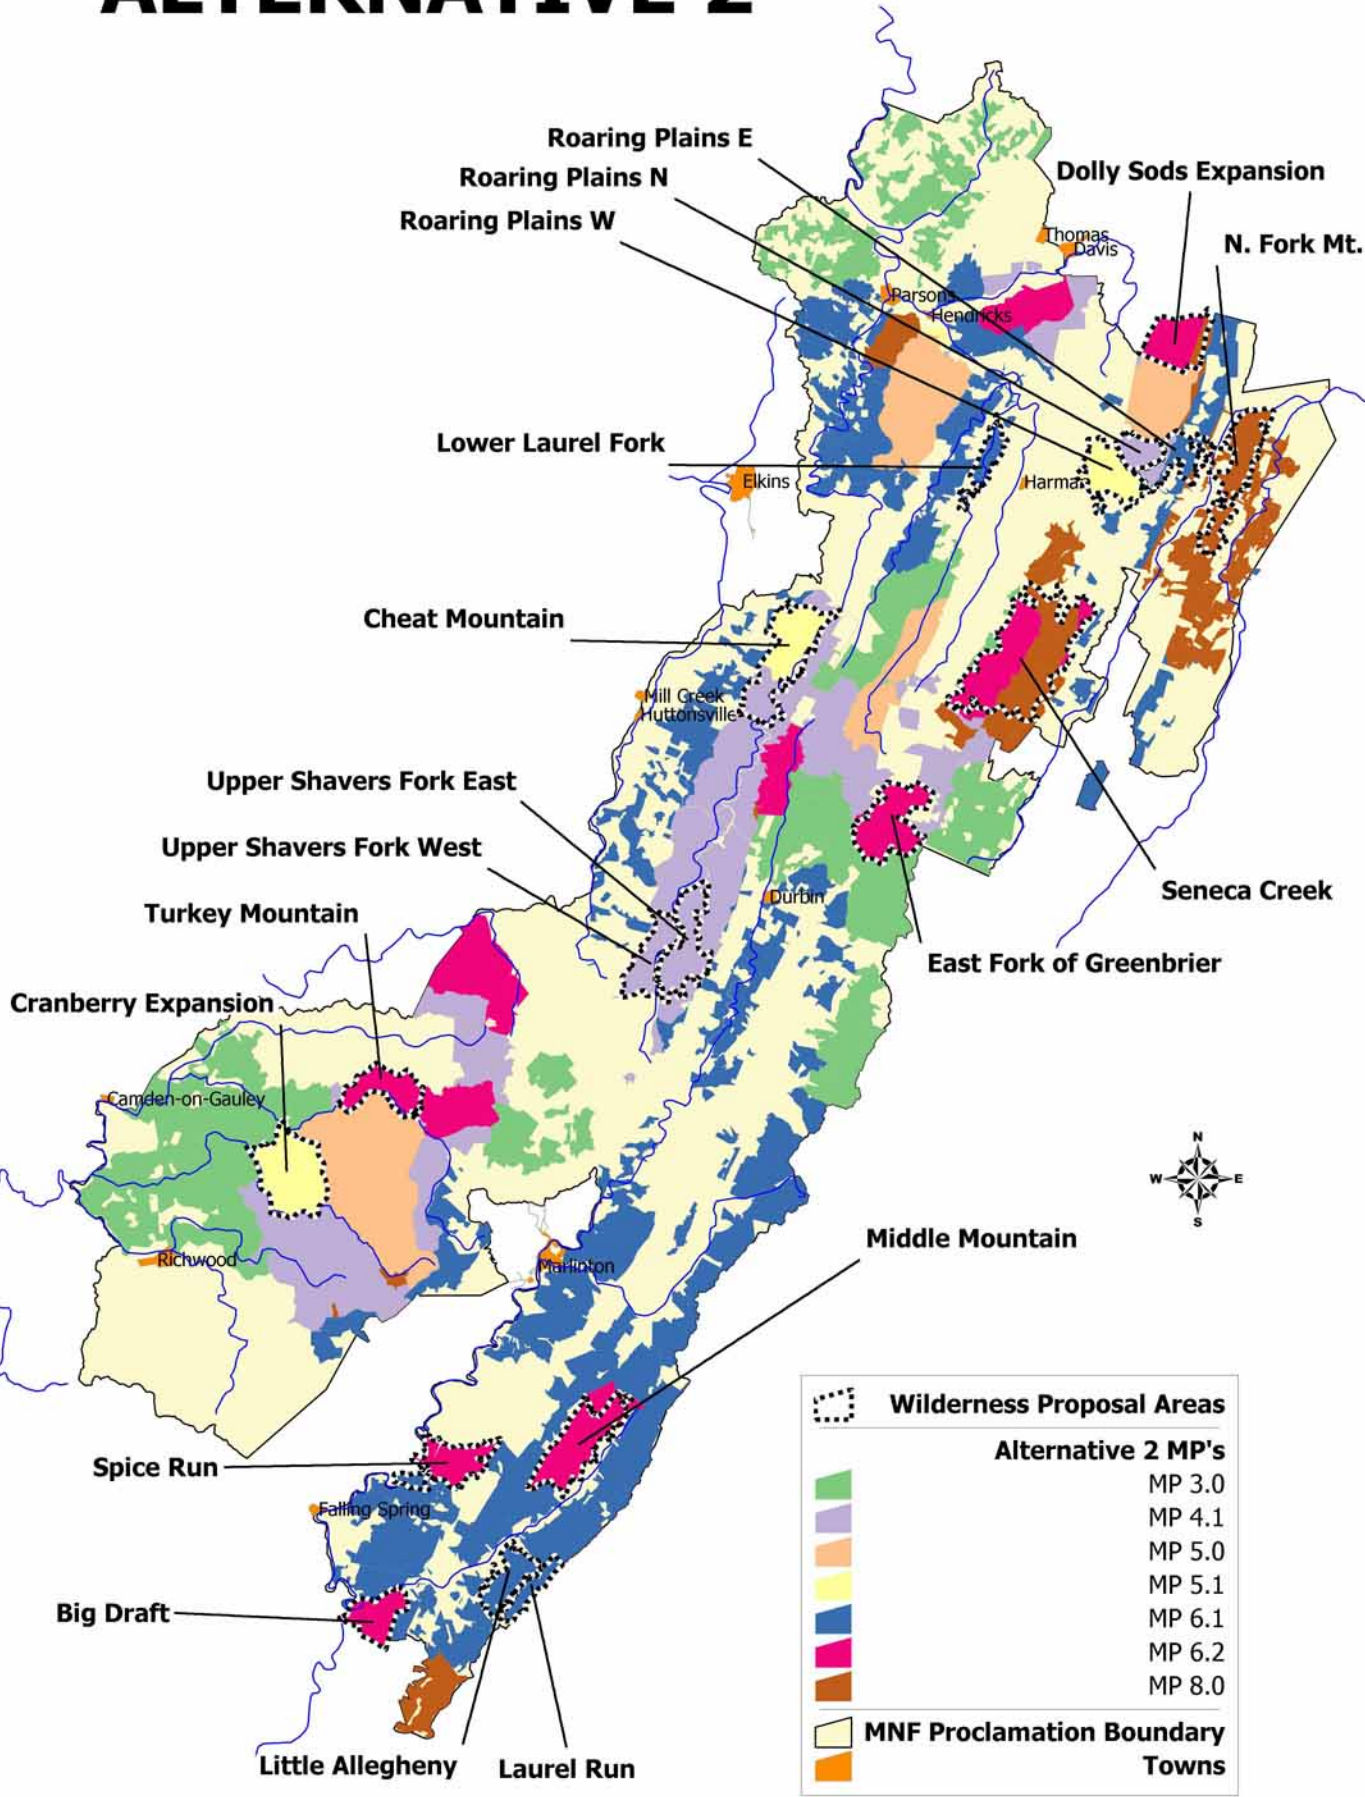 ALTERNATIVE 2
Roaring Plains E
Dolly Sods Expansion
Roaring Plains N
Roaring Plains W
Thomas
N. Fork Mt.
Davis
Parsons
Hendricks
Lower Laurel Fork
Elkins
Harma
Cheat Mountain
Mill Creek
Huttonsville
Upper Shavers Fork East
Upper Shavers Fork West
Seneca Creek
Durbin
Turkey Mountain
East Fork of Greenbrier
Cranberry Expansion
Camden-on-Gauley
N
W E
S
Middle Mountain
Richwood
Marlinton
Wilderness Proposal Areas
Alternative 2 MP's
Spice Run
MP 3.0
Falling Spring
MP 4.1
MP 5.0
MP 5.1
Big Draft
MP 6.1
MP 6.2
MP 8.0
MNF Proclamation Boundary
Little Allegheny
Laurel Run
Towns